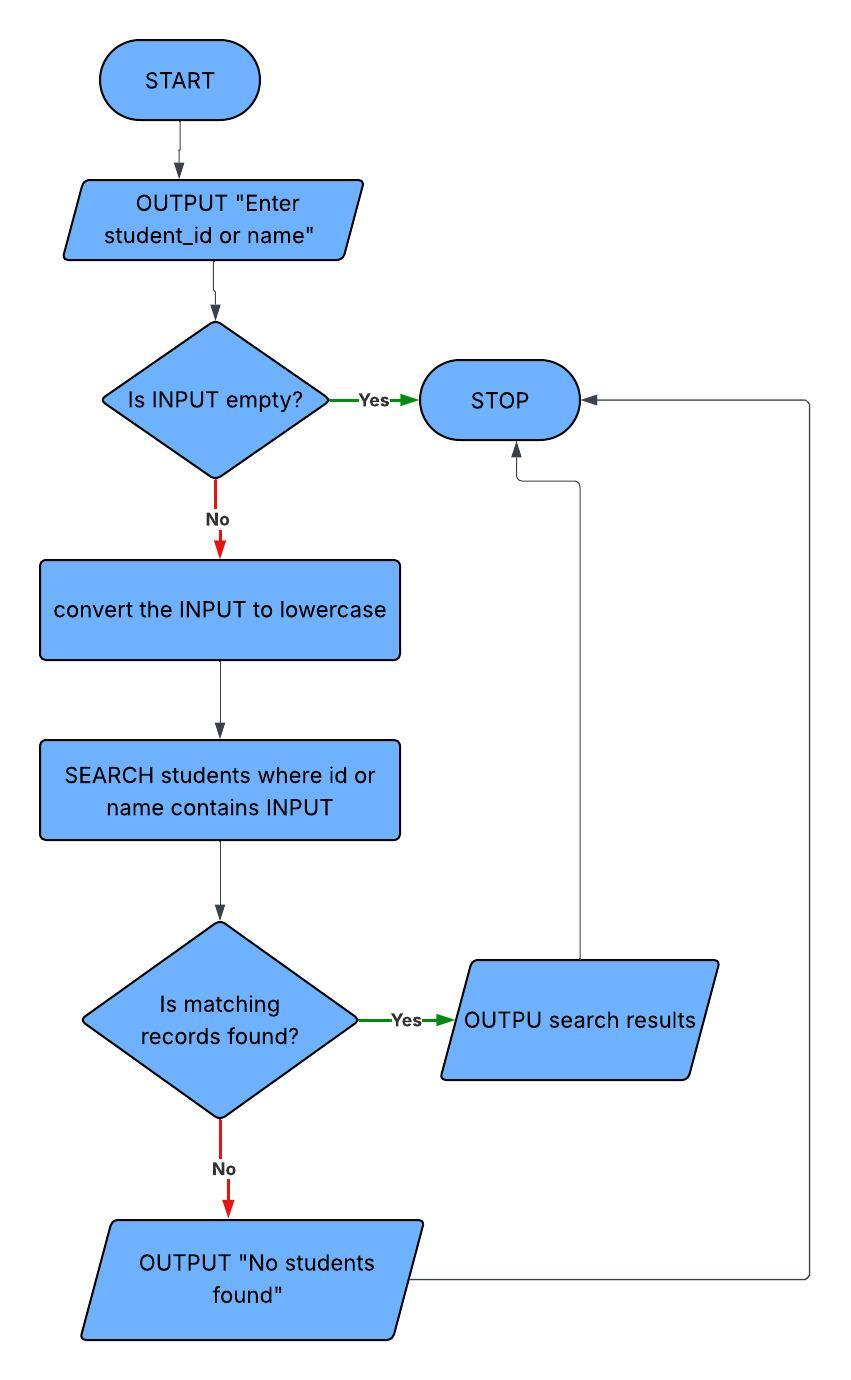 START
OUTPUT "Enter
student_id or name"
Is INPUT empty?
Yes
STOP
No
convert the INPUT to lowercase
SEARCH students where id or
name contains INPUT
Is matching
records found?
Yes
OUTPU search results
No
OUTPUT "No students
found"